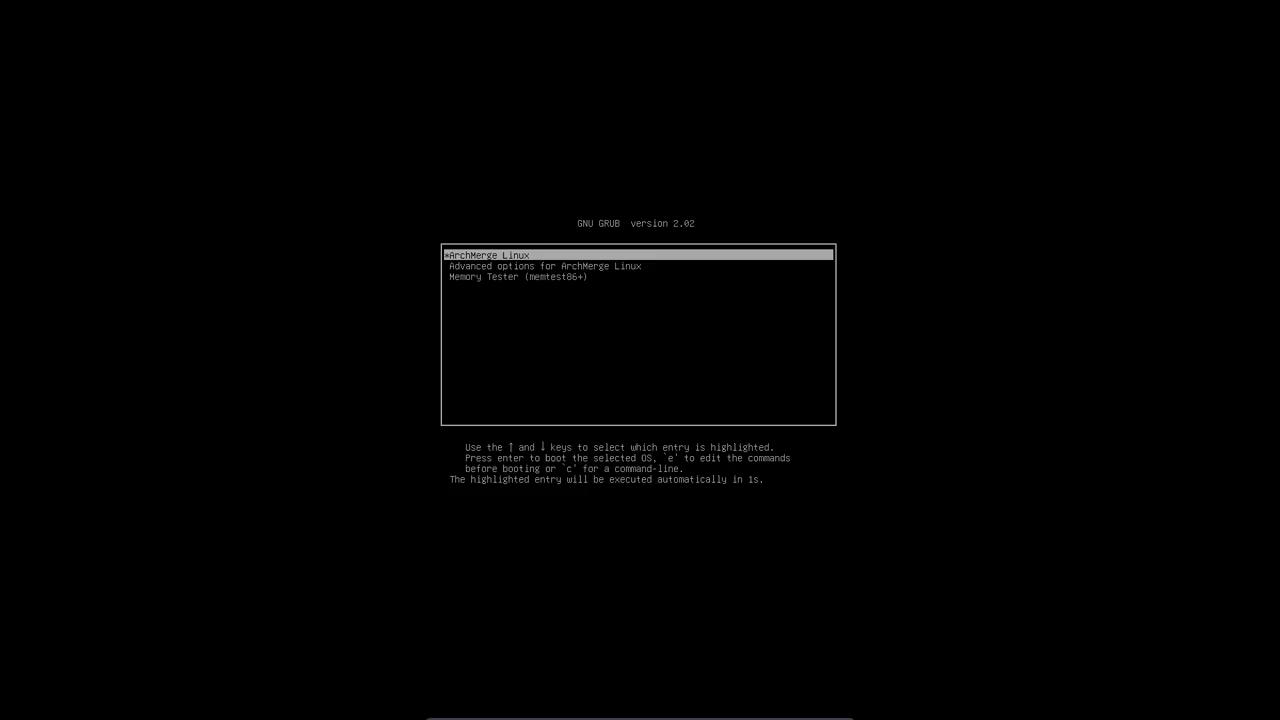 GNU GRUB  version 2.02
*ArchMerge Linux
Advanced options for ArchMerge Linux
Memory Tester (memtest86+)
Use the ↑ and ↓ keys to select which entry is highlighted.
Press enter to boot the selected OS, `e' to edit the commands
before booting or `c' for a command-line.
The highlighted entry will be executed automatically in 1s.